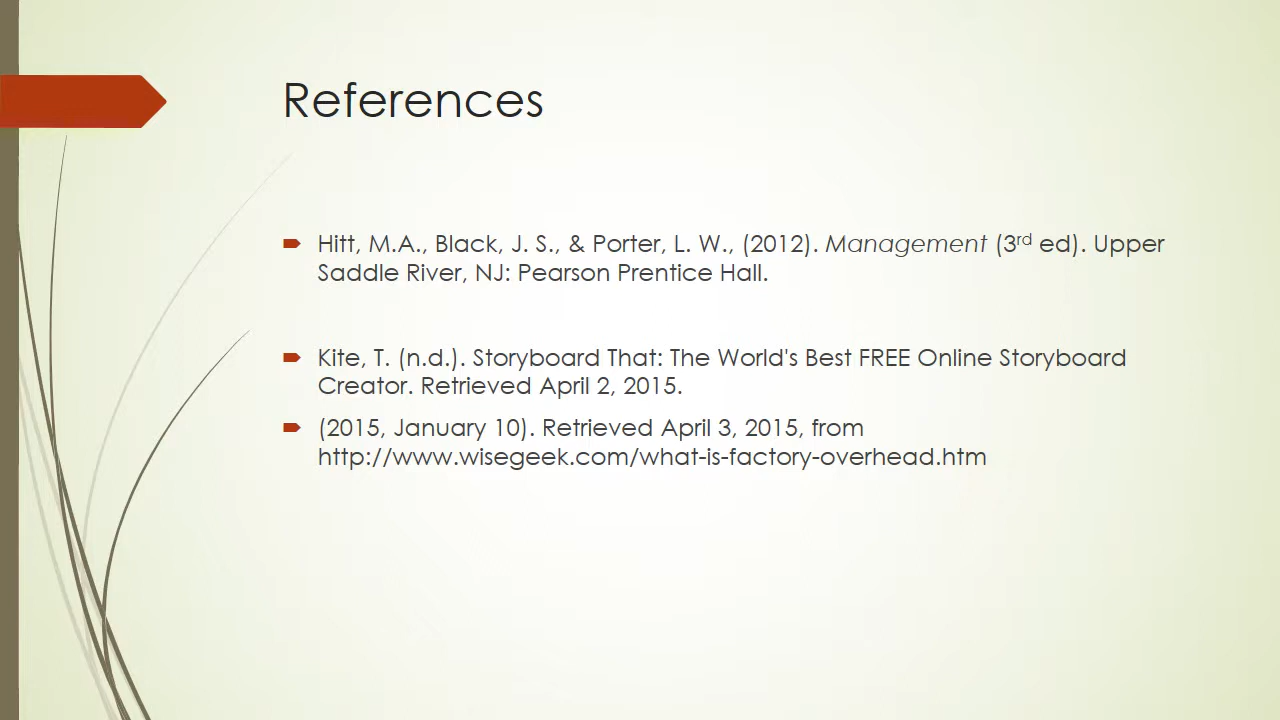 References
Hitt, M.A., Black, J. S., & Porter, L. W., (2012). Management (3rd ed). Upper
Saddle River, NJ: Pearson Prentice Hall.
Kite, T. (n.d.). Storyboard That: The World's Best FREE Online Storyboard
Creator. Retrieved April 2, 2015.
(2015, January 10). Retrieved April 3, 2015, from
http://www.wisegeek.com/what-is-factory-overhead.htm